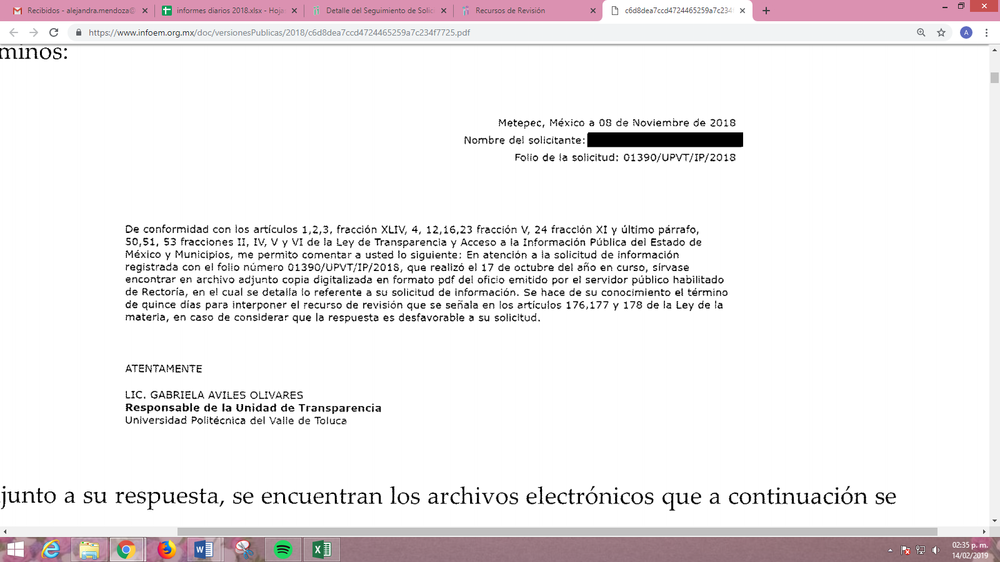 Recibidos - alejandra.mendoza@
informes diarios 2018.xlsx - Hoja
Detalle del Seguimiento de Solic
Recursos de Revisión
c6d8dea7ccd4724465259a7c234f
https://www.infoem.org.mx/doc/versionesPublicas/2018/c6d8dea7ccd4724465259a7c234f7725.pdf
A
minos:
Metepec, México a 08 de Noviembre de 2018
Nombre del solicitante:
Folio de la solicitud: 01390/UPVT/IP/2018
De conformidad con los artículos 1,2,3, fracción XLIV, 4, 12,16,23 fracción V, 24 fracción XI y último párrafo,
50,51, 53 fracciones II, IV, V y VI de la Ley de Transparencia y Acceso a la Información Pública del Estado de
México y Municipios, me permito comentar a usted lo siguiente: En atención a la solicitud de información
registrada con el folio número 01390/UPVT/IP/2018, que realizó el 17 de octubre del año en curso, sírvase
encontrar en archivo adjunto copia digitalizada en formato pdf del oficio emitido por el servidor público habilitado
de Rectoría, en el cual se detalla lo referente a su solicitud de información. Se hace de su conocimiento el término
de quince días para interponer el recurso de revisión que se señala en los artículos 176,177 y 178 de la Ley de la
materia, en caso de considerar que la respuesta es desfavorable a su solicitud.
ATENTAMENTE
LIC. GABRIELA AVILES OLIVARES
Responsable de la Unidad de Transparencia
Universidad Politécnica del Valle de Toluca
junto a su respuesta, se encuentran los archivos electrónicos que a continuación se
02:35 p. m.
14/02/2019